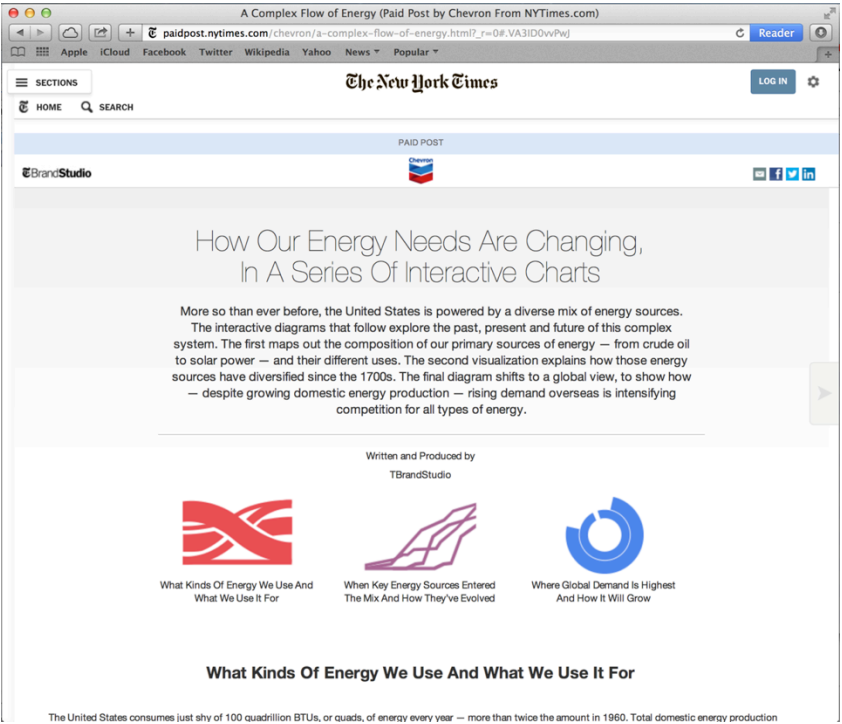 A Complex Flow of Energy (Paid Post by Chevron From NYTimes.com)
paidpost.nytimes.com/chevron/a-complex-flow-of-energy.html?_r=0#.VA3ID0vvPwJ
Reader
Apple iCloud Facebook Twitter Wikipedia Yahoo News Popular
SECTIONS
The New York Times
LOG IN
HOME SEARCH
PAID POST
TBrandStudio
Chevron
How Our Energy Needs Are Changing,
In A Series Of Interactive Charts
More so than ever before, the United States is powered by a diverse mix of energy sources.
The interactive diagrams that follow explore the past, present and future of this complex
system. The first maps out the composition of our primary sources of energy — from crude oil
to solar power — and their different uses. The second visualization explains how those energy
sources have diversified since the 1700s. The final diagram shifts to a global view, to show how
— despite growing domestic energy production — rising demand overseas is intensifying
competition for all types of energy.
Written and Produced by
TBrandStudio
What Kinds Of Energy We Use And
What We Use It For
When Key Energy Sources Entered
The Mix And How They've Evolved
Where Global Demand Is Highest
And How It Will Grow
What Kinds Of Energy We Use And What We Use It For
The United States consumes just shy of 100 quadrillion BTUs, or quads, of energy every year — more than twice the amount in 1960. Total domestic energy production